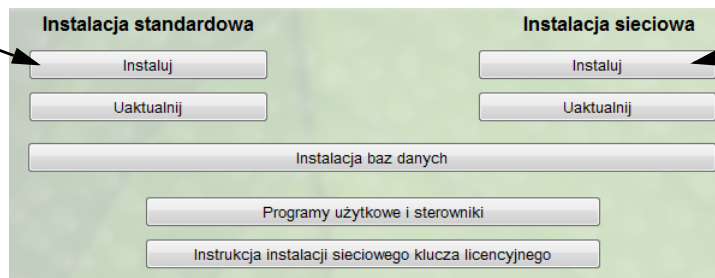 Instalacja standardowa Instalacja sieciowa
Instaluj Instaluj
Uaktualnij Uaktualnij
Instalacja baz danych
Programy użytkowe i sterowniki
Instrukcja instalacji sieciowego klucza licencyjnego